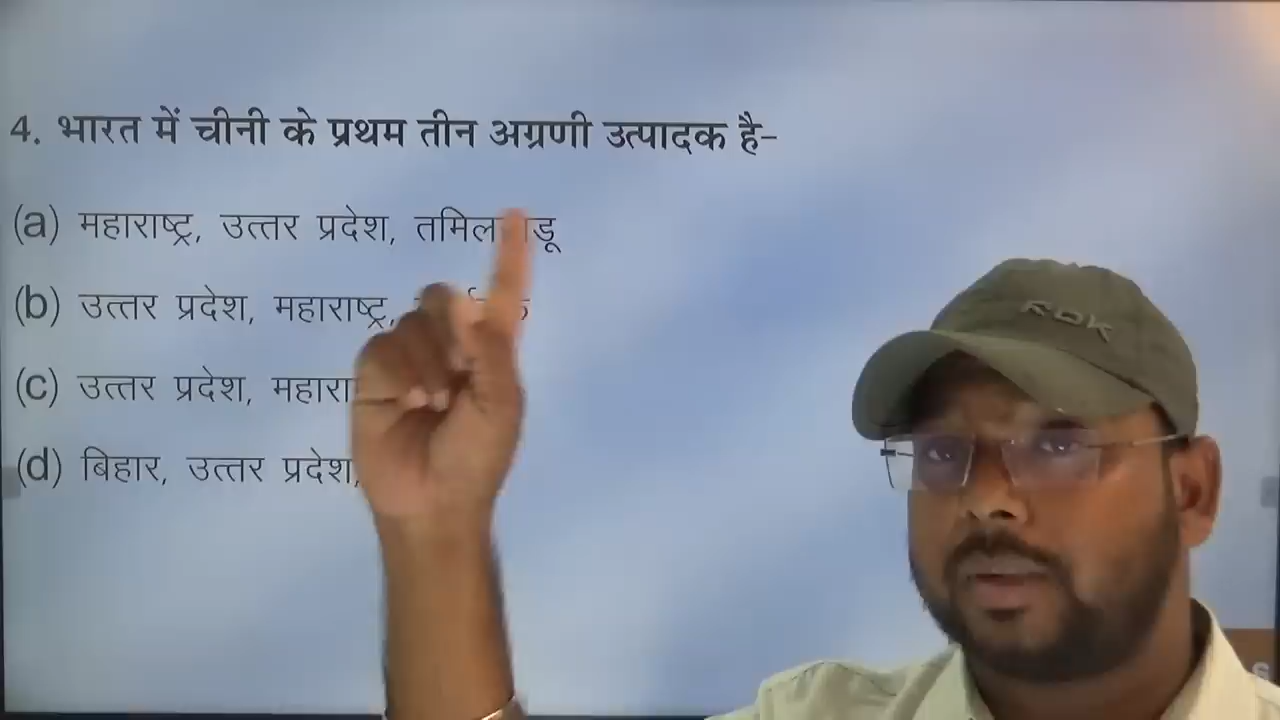 4. भारत में चीनी के प्रथम तीन अग्रणी उत्पादक है-
(a) महाराष्ट्र, उत्तर प्रदेश,
(b) उत्तर प्रदेश, महाराष्ट्र,
(c) उत्तर प्रदेश,
(d) बिहार, उत्तर प्रदेश,
RDK